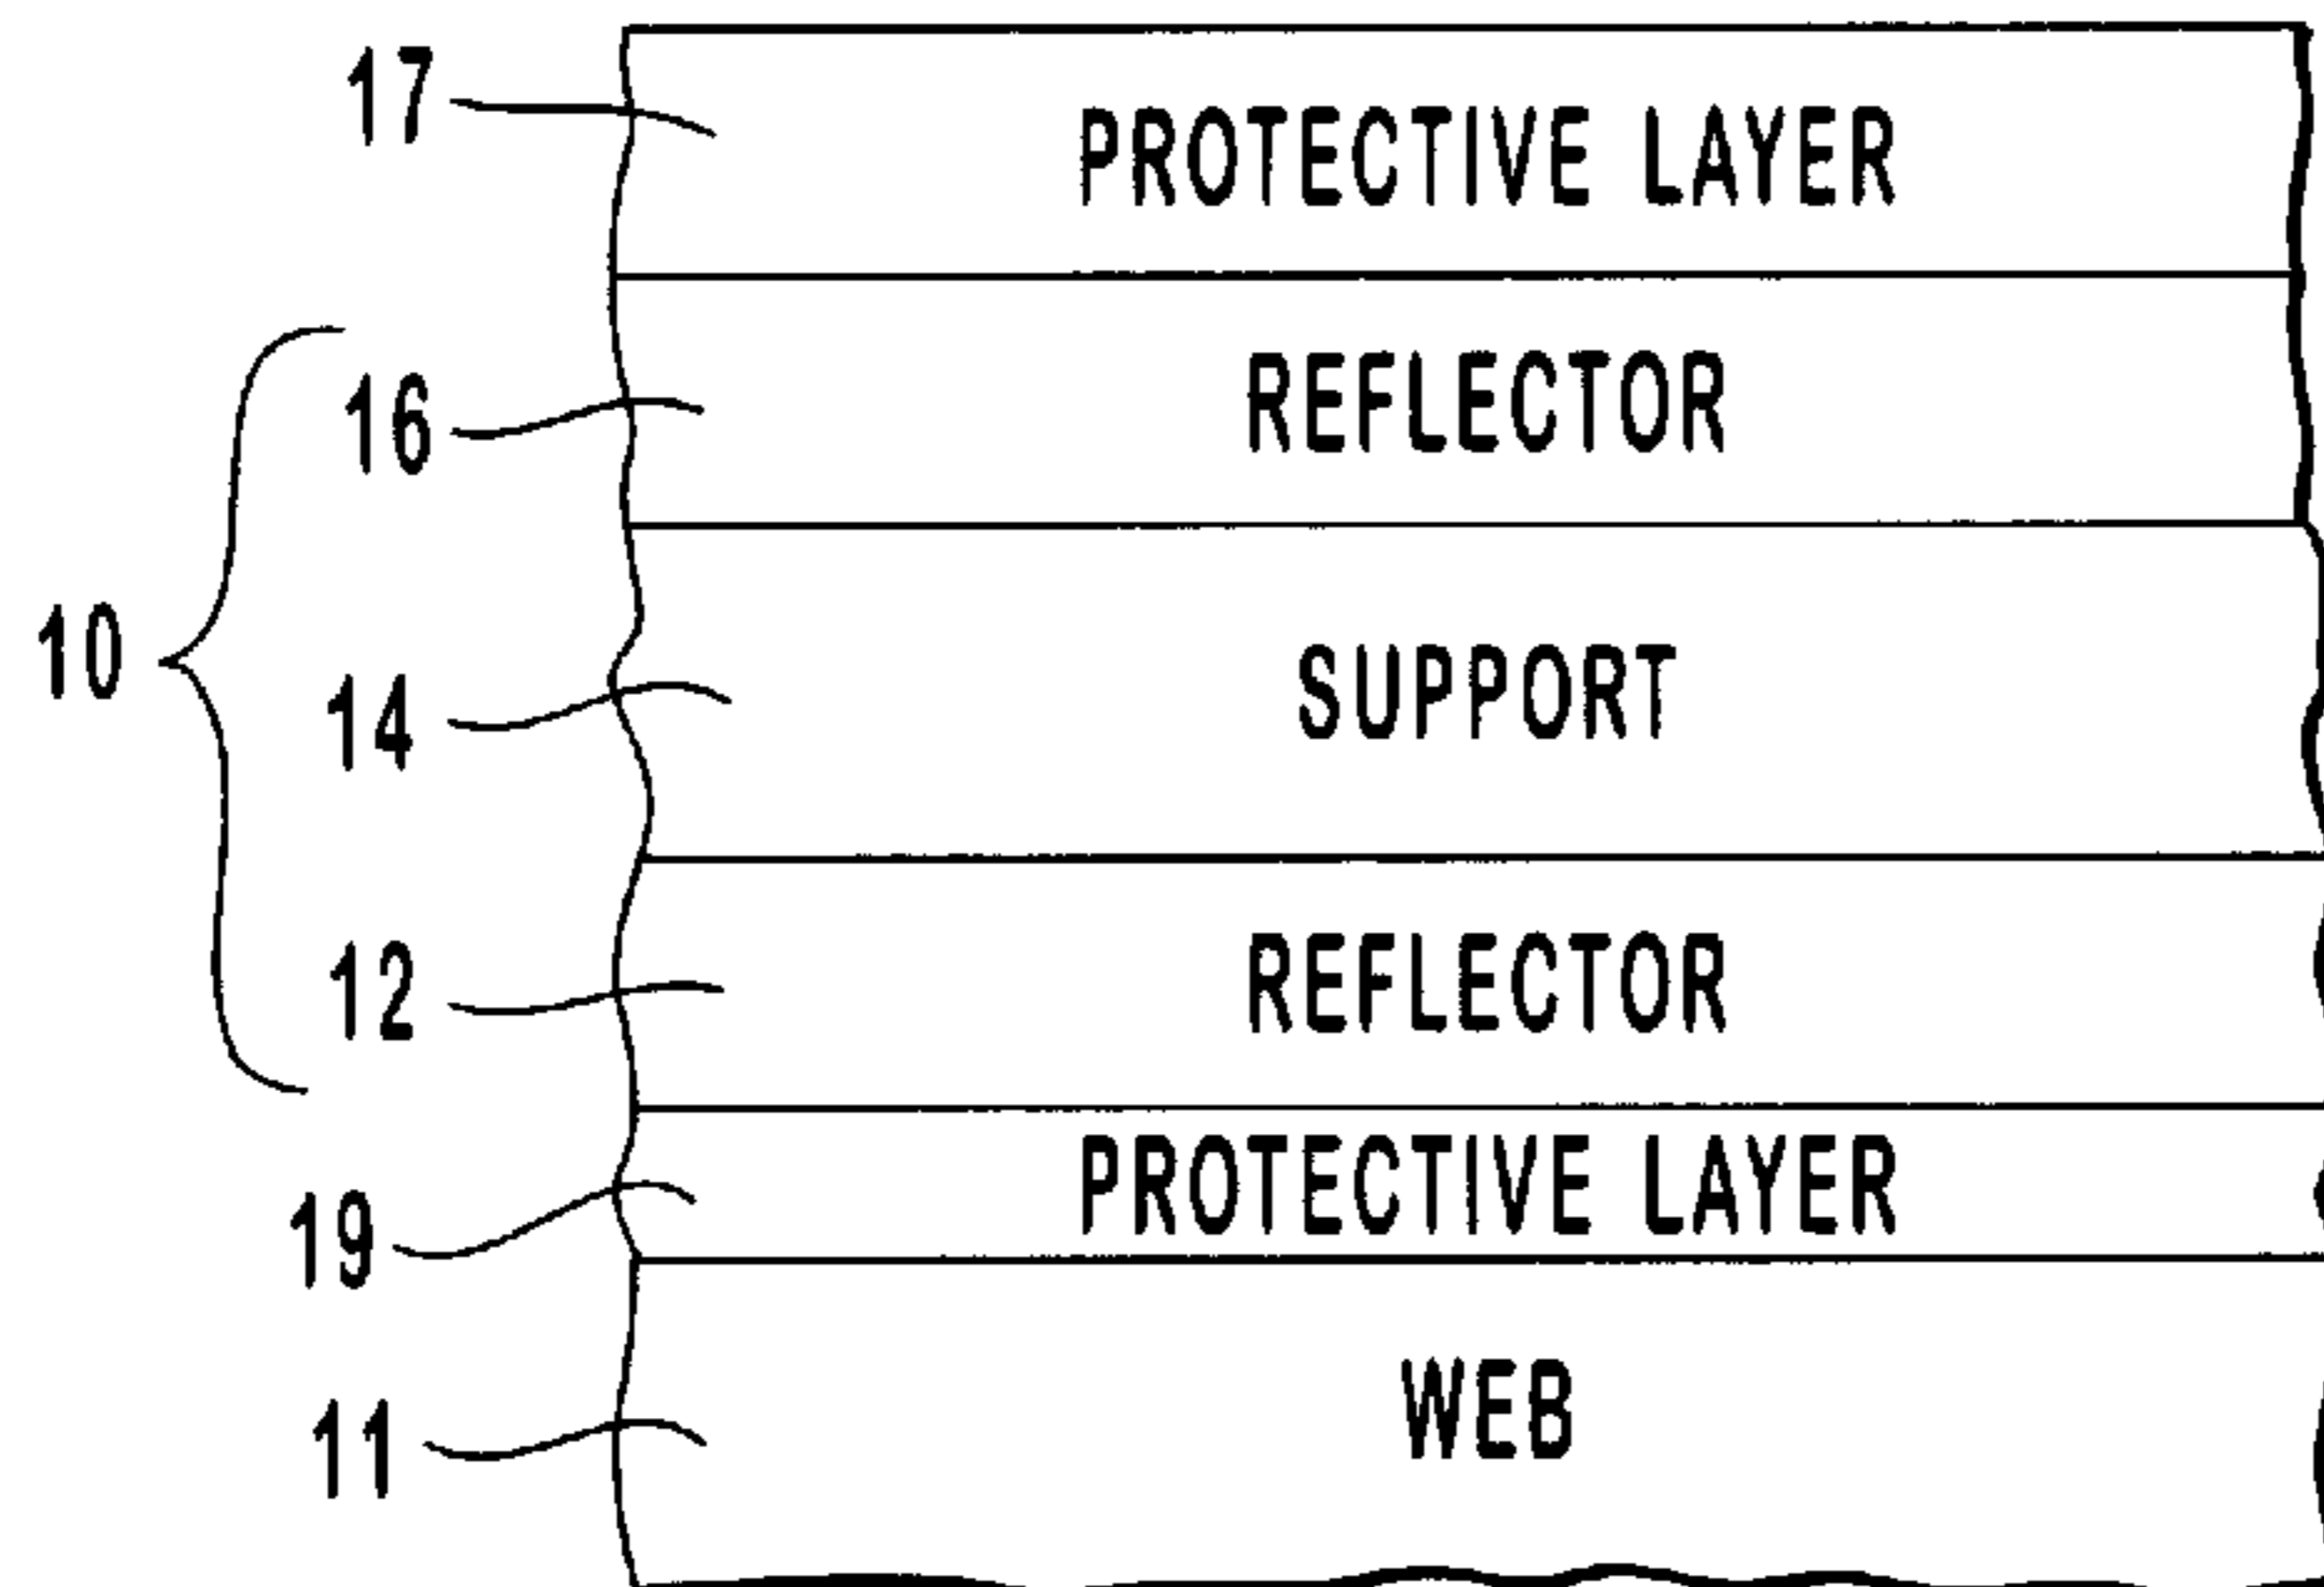 17 PROTECTIVE LAYER
16 REFLECTOR
10
14 SUPPORT
12 REFLECTOR
19 PROTECTIVE LAYER
11 WEB